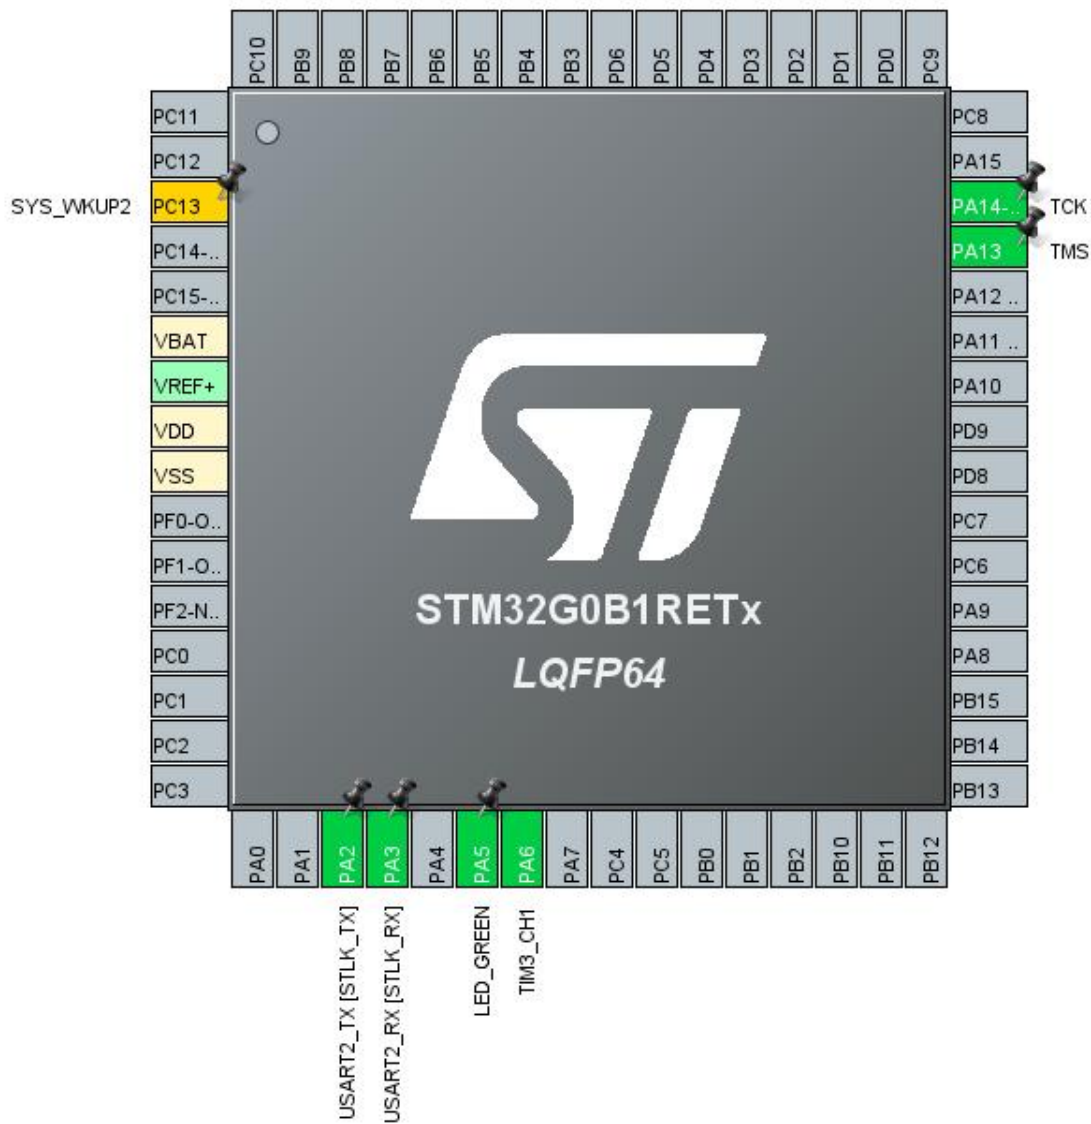 PC10
PB9
PB8
PB7
PB6
PB5
PB4
PB3
PD6
PD5
PD4
PD3
PD2
PD1
PD0
PC9
PC11
PC12
SYS_WKUP2
PC13
PC14-..
PC15-..
VBAT
VREF+
VDD
VSS
PF0-O..
PF1-O..
PF2-N..
PC0
PC1
PC2
PC3
STM32G0B1RETx
LQFP64
PC8
PA15
PA14-..
TCK
PA13
TMS
PA12 ..
PA11 ..
PA10
PD9
PD8
PC7
PC6
PA9
PA8
PB15
PB14
PB13
PA0
PA1
PA2
PA3
PA4
PA5
PA6
PA7
PC4
PC5
PB0
PB1
PB2
PB10
PB11
PB12
USART2_TX [STLK_TX]
USART2_RX [STLK_RX]
LED_GREEN
TIM3_CH1